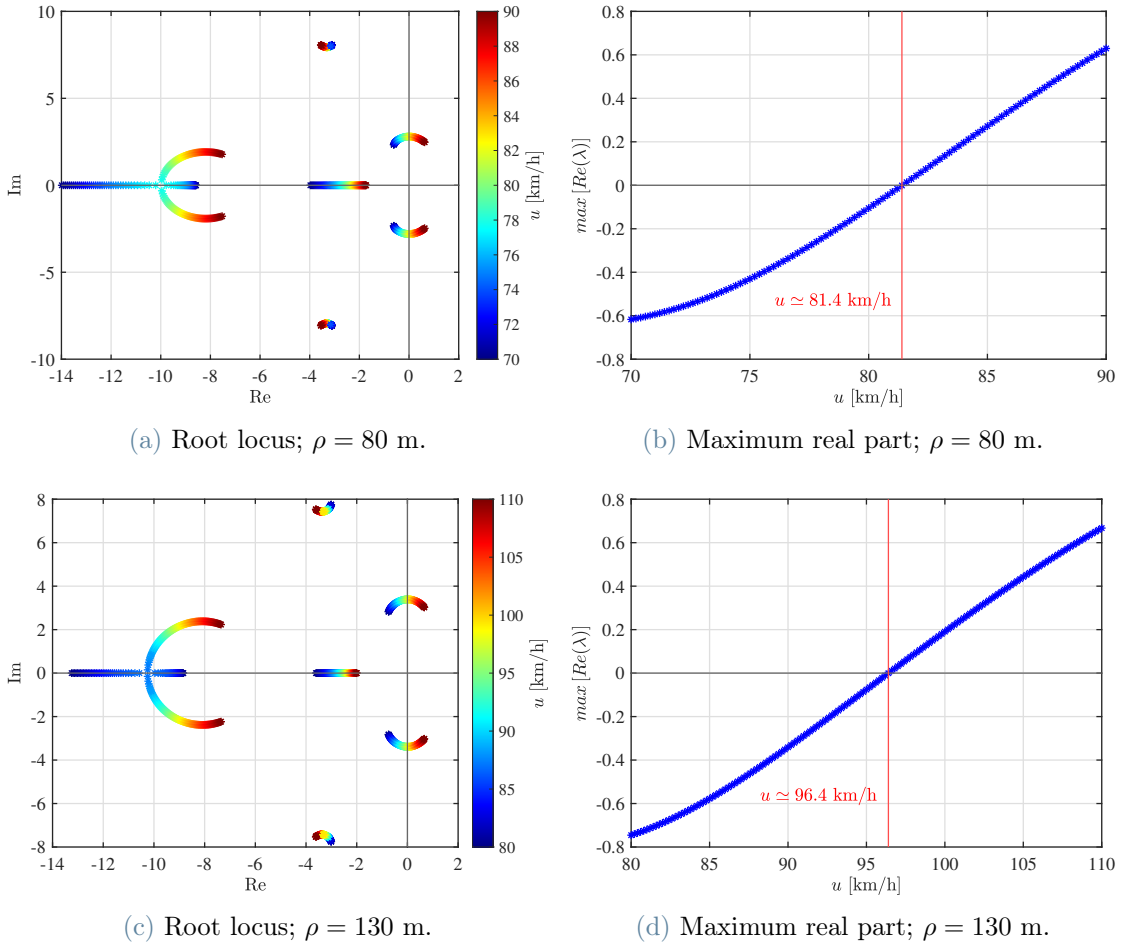 10
5
0
-5
-10
Im
-14 -12 -10 -8 -6 -4 -2 0 2
Re
90
88
86
84
82
80
78
76
74
72
70
u [km/h]
(a) Root locus; ρ = 80 m.
0.8
0.6
0.4
0.2
0
-0.2
-0.4
-0.6
-0.8
max [Re(λ)]
u ≃ 81.4 km/h
70 75 80 85 90
u [km/h]
(b) Maximum real part; ρ = 80 m.
8
6
4
2
0
-2
-4
-6
-8
Im
-14 -12 -10 -8 -6 -4 -2 0 2
Re
110
105
100
95
90
85
80
u [km/h]
(c) Root locus; ρ = 130 m.
0.8
0.6
0.4
0.2
0
-0.2
-0.4
-0.6
-0.8
max [Re(λ)]
u ≃ 96.4 km/h
80 85 90 95 100 105 110
u [km/h]
(d) Maximum real part; ρ = 130 m.